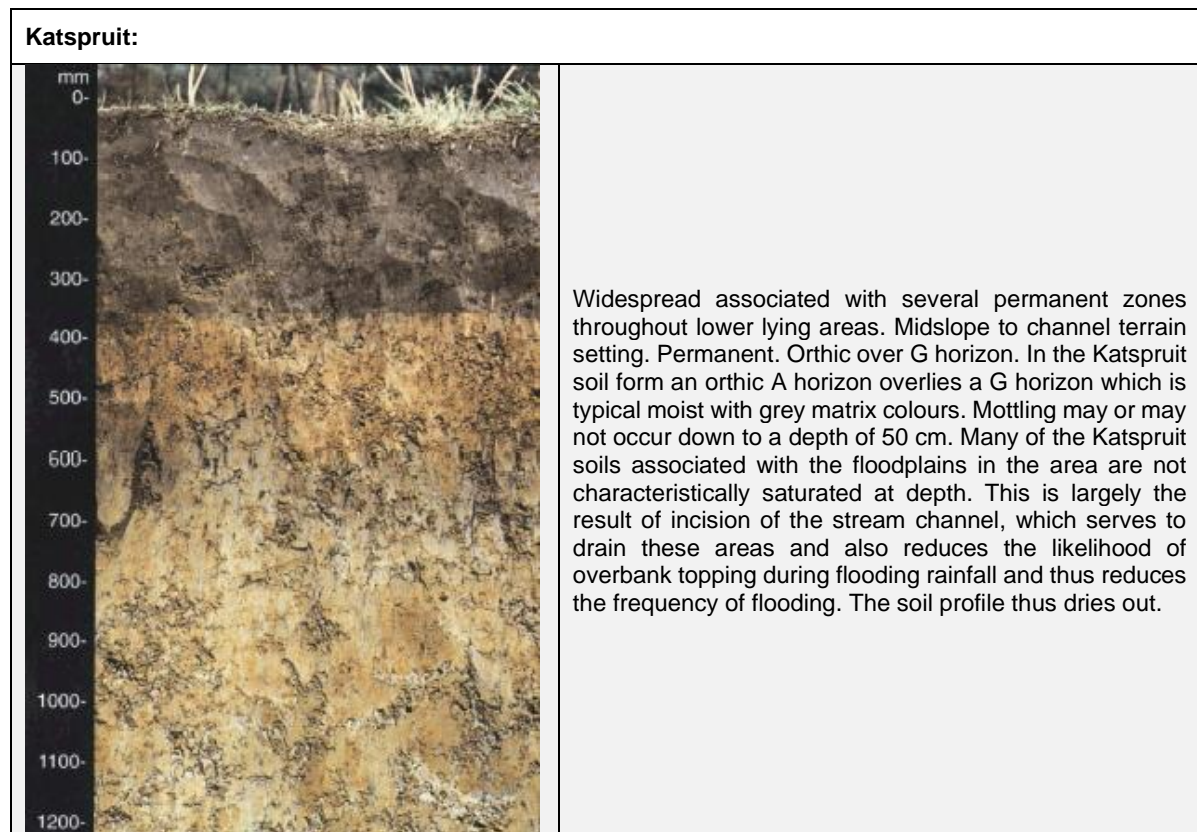 Katspruit:
mm
0-
100-
200-
300-
400-
500-
600-
700-
800-
900-
1000-
1100-
1200-
Widespread associated with several permanent zones
throughout lower lying areas. Midslope to channel terrain
setting. Permanent. Orthic over G horizon. In the Katspruit
soil form an orthic A horizon overlies a G horizon which is
typical moist with grey matrix colours. Mottling may or may
not occur down to a depth of 50 cm. Many of the Katspruit
soils associated with the floodplains in the area are not
characteristically saturated at depth. This is largely the
result of incision of the stream channel, which serves to
drain these areas and also reduces the likelihood of
overbank topping during flooding rainfall and thus reduces
the frequency of flooding. The soil profile thus dries out.